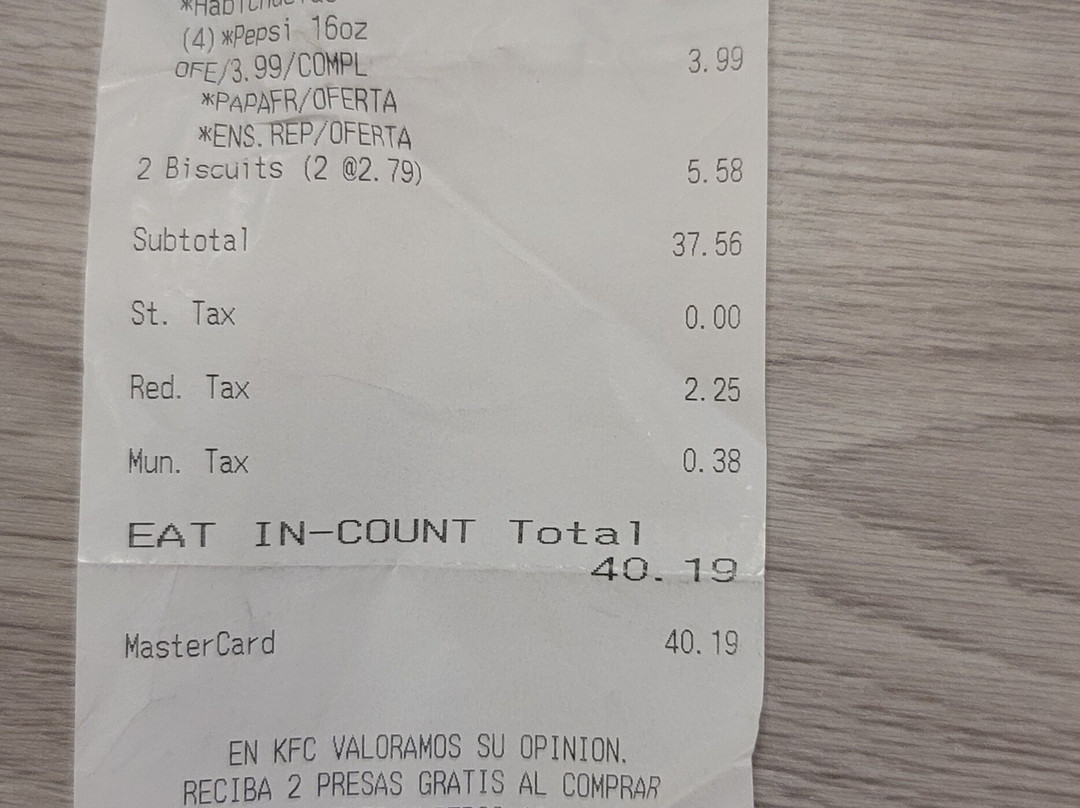 (4)*Pepsi 16oz
OFE/3.99/COMPL 3.99
*PAPAFR/OFERTA
*ENS.REP/OFERTA
2 Biscuits (2 @2.79) 5.58
Subtotal 37.56
St. Tax 0.00
Red. Tax 2.25
Mun. Tax 0.38
EAT IN-COUNT Total
40.19
MasterCard 40.19
EN KFC VALORAMOS SU OPINION.
RECIBA 2 PRESAS GRATIS AL COMPRAR